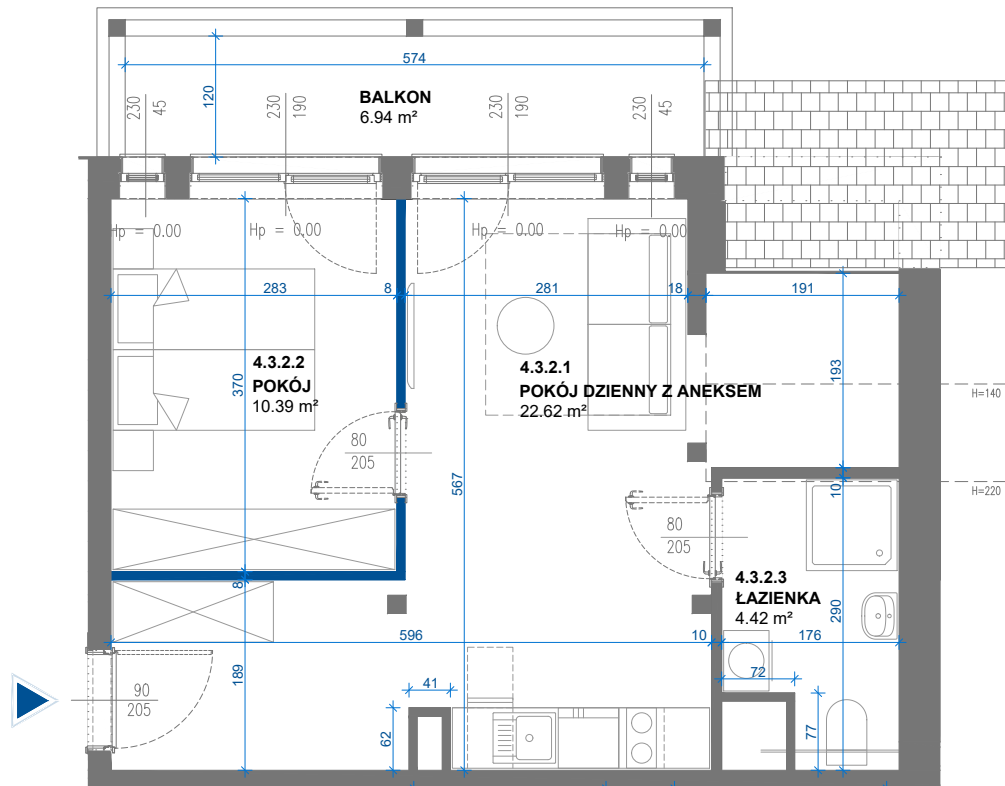 574
120
BALKON
6.94 m²
230
45
230
190
230
190
230
45
Hp = 0.00
Hp = 0.00
Hp = 0.00
Hp = 0.00
283
8
281
18
191
4.3.2.2
POKÓJ
10.39 m²
370
4.3.2.1
POKÓJ DZIENNY Z ANEKSEM
22.62 m²
193
H=140
80
205
567
10
H=220
80
205
4.3.2.3
ŁAZIENKA
4.42 m²
290
8
596
10
176
189
72
41
90
205
62
77